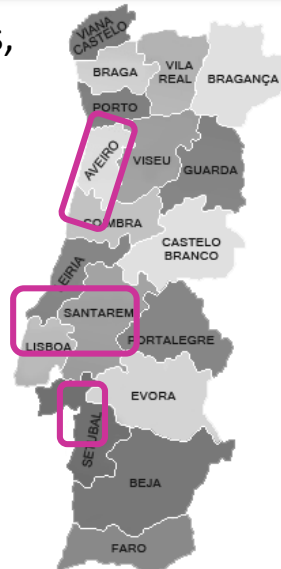 s,
VIANA
CASTELO
BRAGA
VILA
REAL
BRAGANÇA
PORTO
AVEIRO
VISEU
GUARDA
COIMBRA
CASTELO
BRANCO
EIRIA
SANTAREM
LISBOA
PORTALEGRE
EVORA
SETUBAL
BEJA
FARO